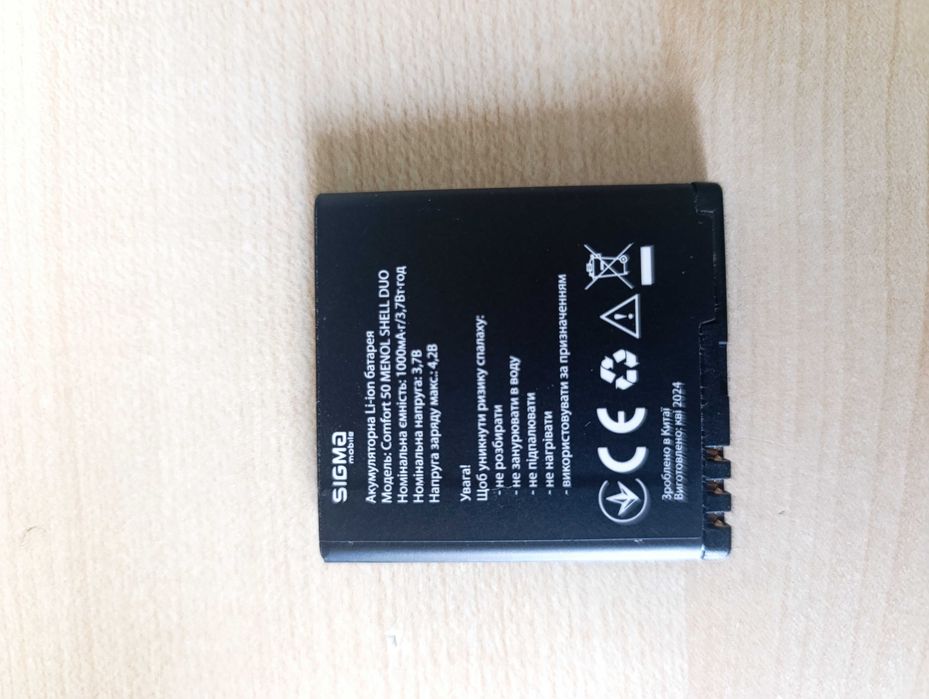 SIGMA
mobile
Акумуляторна Li-ion батарея
Модель: Comfort 50 MENOL SHELL DUO
Номінальна ємність: 1000мА·г/3,7Вт·год
Номінальна напруга: 3,7В
Напруга заряду макс.: 4,2В
Увага!
Щоб уникнути ризику спалаху:
- не розбирати
- не занурювати в воду
- не підпалювати
- не нагрівати
- використовувати за призначенням
CE
Зроблено в Китаї
Виготовлено: кві 2024